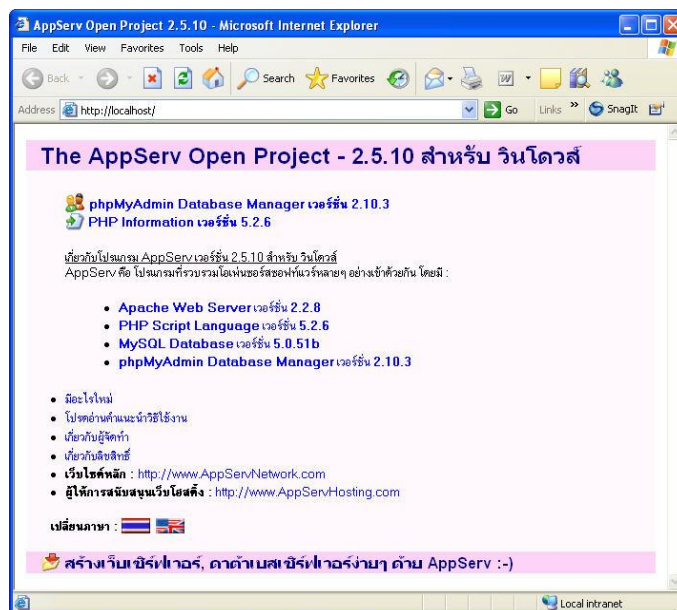 AppServ Open Project 2.5.10 - Microsoft Internet Explorer
File Edit View Favorites Tools Help
Back Search Favorites
Address http://localhost/ Go Links » SnagIt
The AppServ Open Project - 2.5.10 สำหรับ วินโดวส์
phpMyAdmin Database Manager เวอร์ชั่น 2.10.3
PHP Information เวอร์ชั่น 5.2.6
เกี่ยวกับโปรแกรม AppServ เวอร์ชั่น 2.5.10 สำหรับ วินโดวส์
AppServ คือ โปรแกรมที่รวบรวมโอเพ่นซอร์สซอฟท์แวร์หลายๆ อย่างเข้าด้วยกัน โดยมี :
Apache Web Server เวอร์ชั่น 2.2.8
PHP Script Language เวอร์ชั่น 5.2.6
MySQL Database เวอร์ชั่น 5.0.51b
phpMyAdmin Database Manager เวอร์ชั่น 2.10.3
มีอะไรใหม่
โปรดอ่านคำแนะนำวิธีใช้งาน
เกี่ยวกับผู้จัดทำ
เกี่ยวกับลิขสิทธิ์
เว็บไซต์หลัก : http://www.AppServNetwork.com
ผู้ให้การสนับสนุนเว็บโฮสติ้ง : http://www.AppServHosting.com
เปลี่ยนภาษา :
สร้างเว็บเซิร์ฟเวอร์, ดาต้าเบสเซิร์ฟเวอร์ง่ายๆ ด้วย AppServ :-)
Local intranet